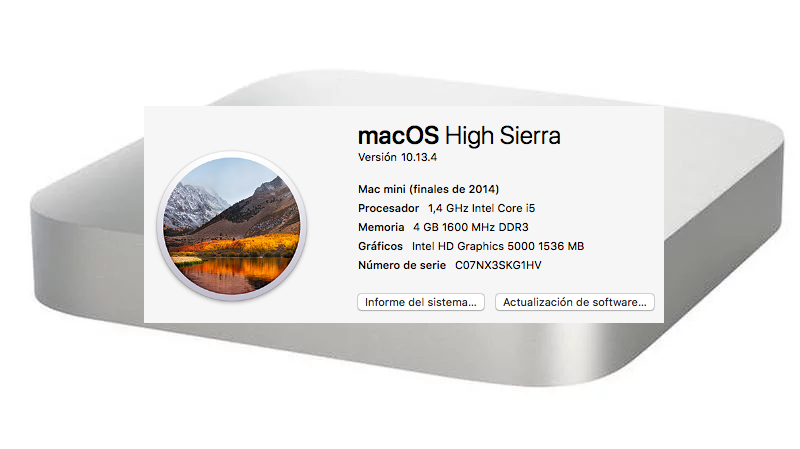 macOS High Sierra
Versión 10.13.4
Mac mini (finales de 2014)
Procesador 1,4 GHz Intel Core i5
Memoria 4 GB 1600 MHz DDR3
Gráficos Intel HD Graphics 5000 1536 MB
Número de serie C07NX3SKG1HV
Informe del sistema... Actualización de software...